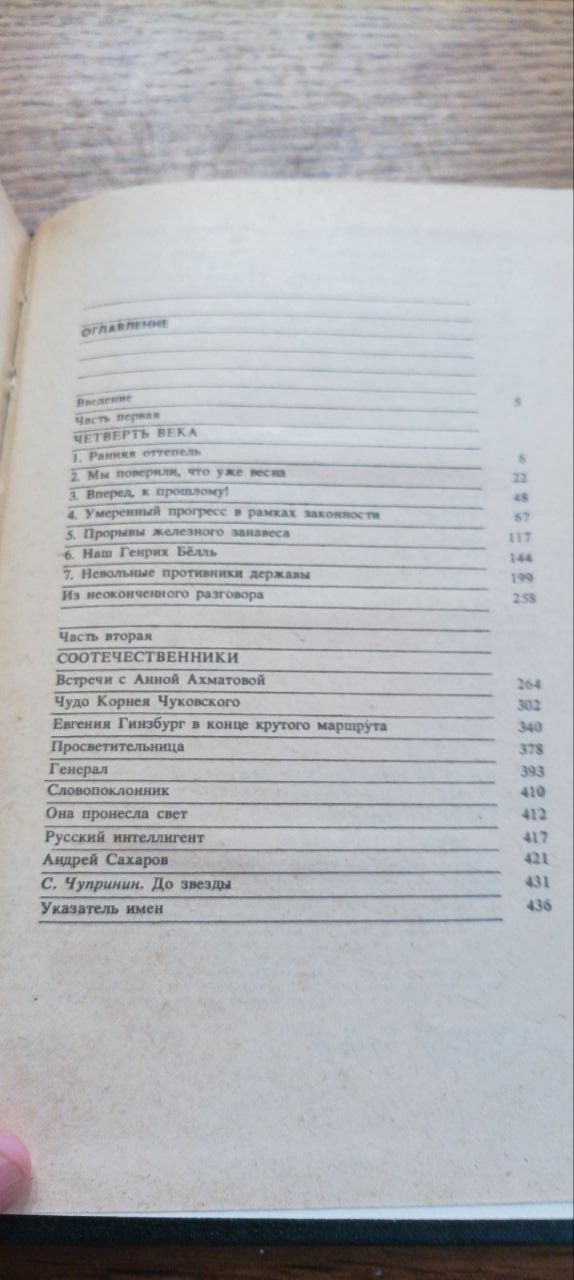 ОГЛАВЛЕНИЕ
Введение 5
Часть первая
ЧЕТВЕРТЬ ВЕКА
1. Ранняя оттепель 6
2. Мы поверили, что уже весна 22
3. Вперед, к прошлому! 48
4. Умеренный прогресс в рамках законности 67
5. Прорывы железного занавеса 117
6. Наш Генрих Бёлль 144
7. Невольные противники державы 199
Из неоконченного разговора 258
Часть вторая
СООТЕЧЕСТВЕННИКИ
Встречи с Анной Ахматовой 264
Чудо Корнея Чуковского 302
Евгения Гинзбург в конце крутого маршрута 340
Просветительница 378
Генерал 393
Словопоклонник 410
Она пронесла свет 412
Русский интеллигент 417
Андрей Сахаров 421
С. Чупринин. До звезды 431
Указатель имен 436